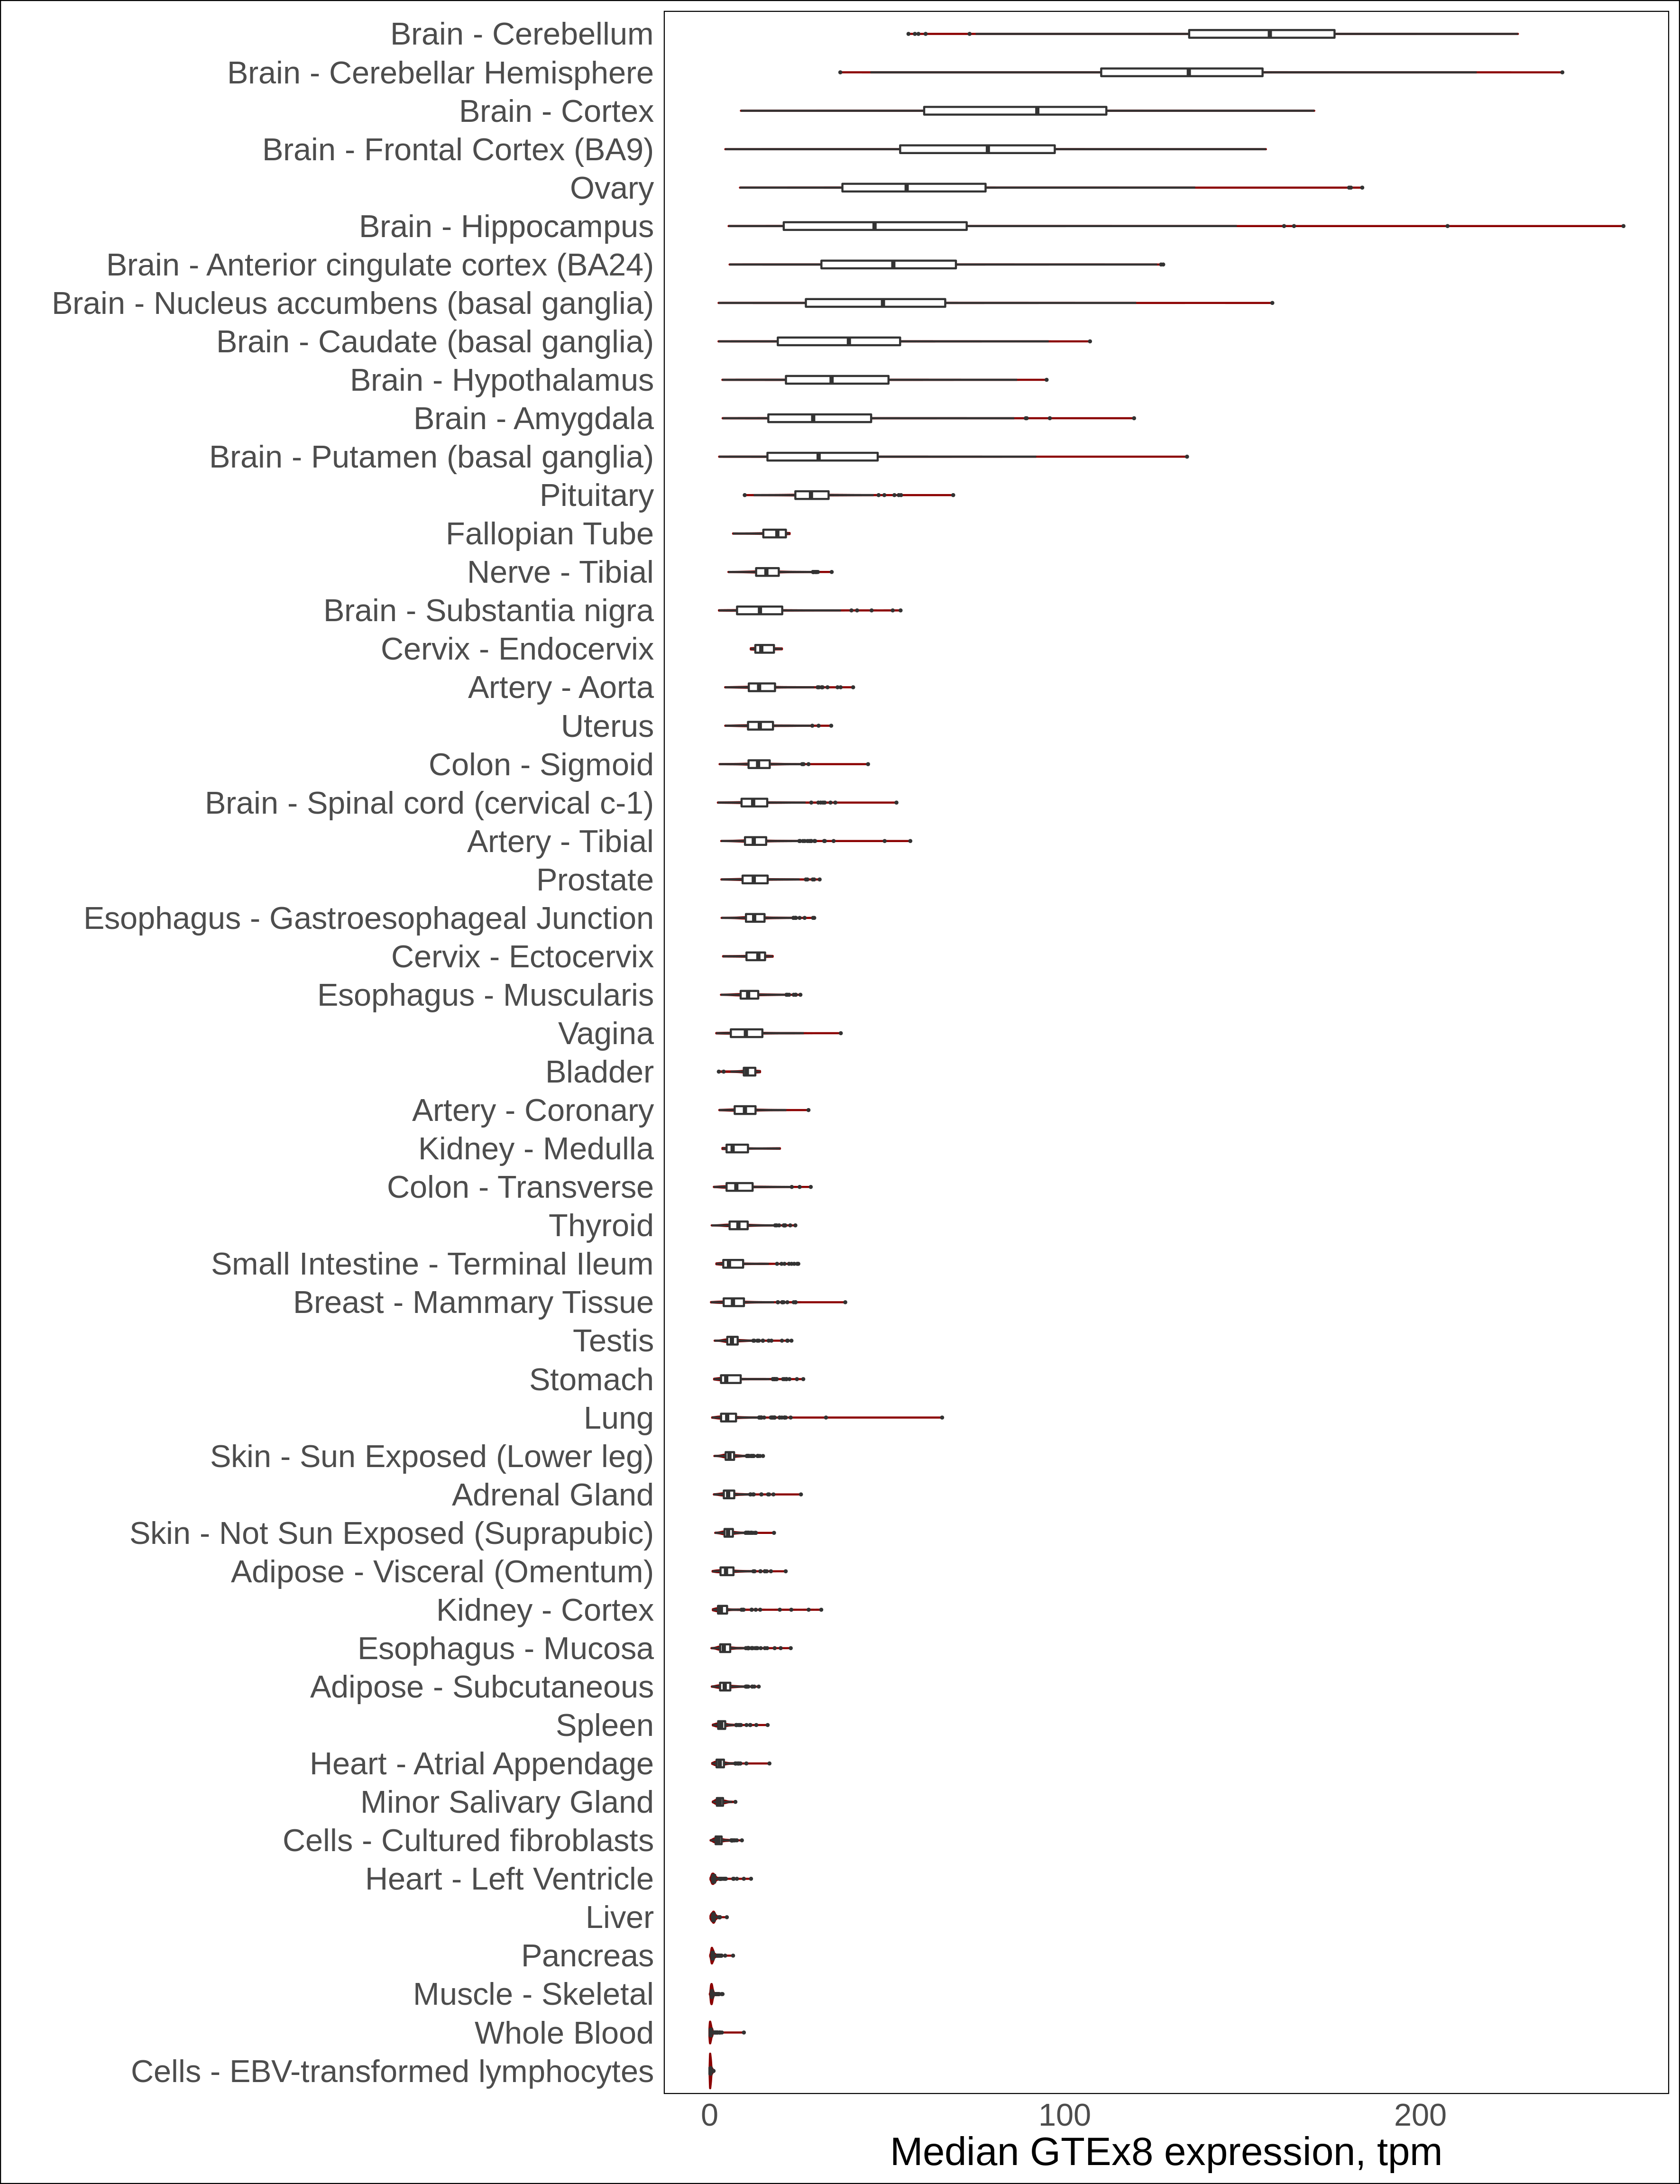 Brain - Cerebellum
Brain - Cerebellar Hemisphere
Brain - Cortex
Brain - Frontal Cortex (BA9)
Ovary
Brain - Hippocampus
Brain - Anterior cingulate cortex (BA24)
Brain - Nucleus accumbens (basal ganglia)
Brain - Caudate (basal ganglia)
Brain - Hypothalamus
Brain - Amygdala
Brain - Putamen (basal ganglia)
Pituitary
Fallopian Tube
Nerve - Tibial
Brain - Substantia nigra
Cervix - Endocervix
Artery - Aorta
Uterus
Colon - Sigmoid
Brain - Spinal cord (cervical c-1)
Artery - Tibial
Prostate
Esophagus - Gastroesophageal Junction
Cervix - Ectocervix
Esophagus - Muscularis
Vagina
Bladder
Artery - Coronary
Kidney - Medulla
Colon - Transverse
Thyroid
Small Intestine - Terminal Ileum
Breast - Mammary Tissue
Testis
Stomach
Lung
Skin - Sun Exposed (Lower leg)
Adrenal Gland
Skin - Not Sun Exposed (Suprapubic)
Adipose - Visceral (Omentum)
Kidney - Cortex
Esophagus - Mucosa
Adipose - Subcutaneous
Spleen
Heart - Atrial Appendage
Minor Salivary Gland
Cells - Cultured fibroblasts
Heart - Left Ventricle
Liver
Pancreas
Muscle - Skeletal
Whole Blood
Cells - EBV-transformed lymphocytes
0 100 200
Median GTEx8 expression, tpm